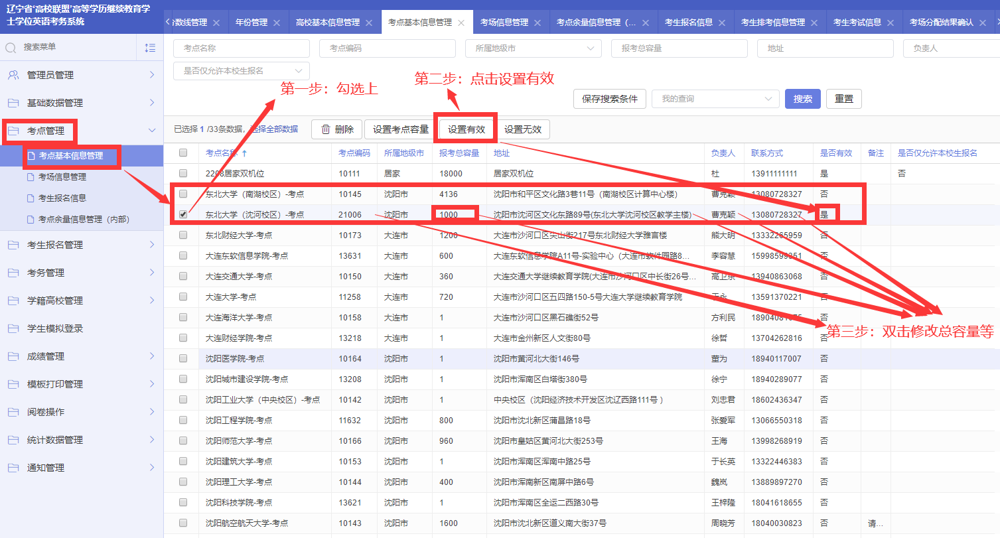 辽宁省'高校联盟'高等学历继续教育学
士学位英语考务系统
数线管理
年份管理
高校基本信息管理
考点基本信息管理
考场信息管理
考点余量信息管理（...
考生报名信息
考生排考信息管理
考生考试信息
考场分配结果确认
搜索菜单
管理员管理
基础数据管理
考点管理
考点基本信息管理
考场信息管理
考生报名信息
考点余量信息管理（内部）
考生报名管理
考务管理
学籍高校管理
学生模拟登录
成绩管理
模板打印管理
阅卷操作
统计数据管理
通知管理
考点名称 考点编码 所属地级市 报考总容量 地址 负责人
是否仅允许本校生报名
第一步：勾选上
第二步：点击设置有效
保存搜索条件 我的查询 搜索 重置
已选择 1 /33条数据，选择全部数据 删除 设置考点容量 设置有效 设置无效
考点名称 ↑ 考点编码 所属地级市 报考总容量 地址 负责人 联系方式 是否有效 备注 是否仅允许本校生报名
2208居家双机位 10111 居家 18000 居家双机位 杜 13911111111 是 否
东北大学（南湖校区）-考点 10145 沈阳市 4136 沈阳市和平区文化路3巷11号（南湖校区计算中心楼） 曹克颖 13080728327 否
东北大学（沈河校区）-考点 21006 沈阳市 1000 沈阳市沈河区文化东路89号(东北大学沈河校区教学主楼) 曹克颖 13080728327 是
东北财经大学-考点 10173 大连市 1200 大连市沙河口区尖山街217号东北财经大学雅言楼 熊大明 13332265959 否
大连东软信息学院-考点 13631 大连市 600 大连东软信息学院A11号-实验中心（大连市软件园路8... 李容慧 15998599351 否
大连交通大学-考点 10150 大连市 360 大连交通大学继续教育学院(大连市沙河口区中长街26号... 高卫东 13940863068 否
大连大学-考点 11258 大连市 720 大连市沙河口区五四路150-5号大连大学继续教育学院 永 13591370221 否
大连海洋大学-考点 10158 大连市 1 大连市沙河口区黑石礁街52号 方利民
第三步：双击修改总容量等
大连财经学院-考点 13218 大连市 1 大连市金州新区人文街80号 徐哲 13704262816 否
沈阳医学院-考点 10164 沈阳市 1 沈阳市黄河北大街146号 董为 18940117007 否
沈阳城市建设学院-考点 13208 沈阳市 1 沈阳市浑南区白塔街380号 徐宁 18940289077 否
沈阳工业大学（中央校区）-考点 10142 沈阳市 1 中央校区（沈阳经济技术开发区沈辽西路111号 ） 刘忠君 18602436347 否
沈阳工程学院-考点 11632 沈阳市 800 沈阳市沈北新区蒲昌路18号 张爱军 13066550318 否
沈阳师范大学-考点 10166 沈阳市 960 沈阳市皇姑区黄河北大街253号 王海 13998268919 否
沈阳建筑大学-考点 10153 沈阳市 1 沈阳市浑南区浑南中路25号 于长英 13322446383 否
沈阳理工大学-考点 10144 沈阳市 400 沈阳市浑南新区南屏中路6号 魏岚 13889897270 否
沈阳科技学院-考点 13621 沈阳市 1 沈阳市浑南区全运二西路30号 王梓隆 18041618655 否
沈阳航空航天大学-考点 10143 沈阳市 1600 沈阳市沈北新区道义南大街37号 周晓芳 18040030823 否 请...